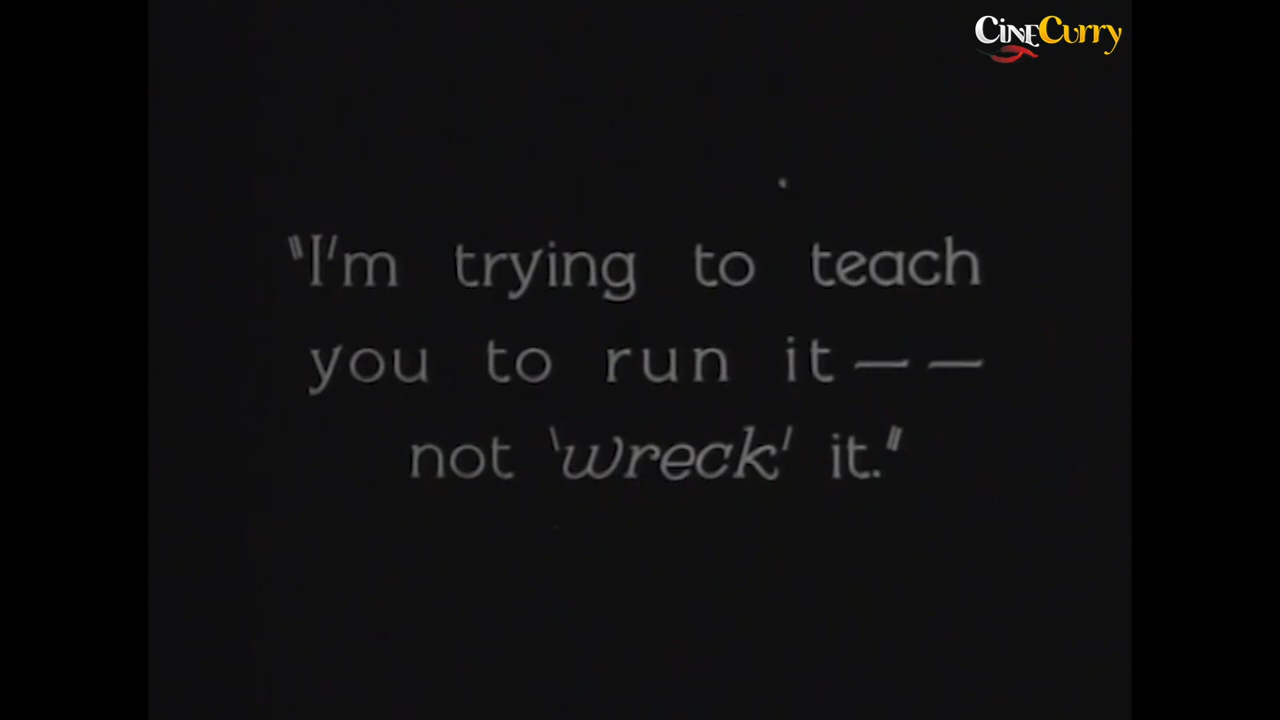 CineCurry
"I'm trying to teach
you to run it — —
not 'wreck' it."